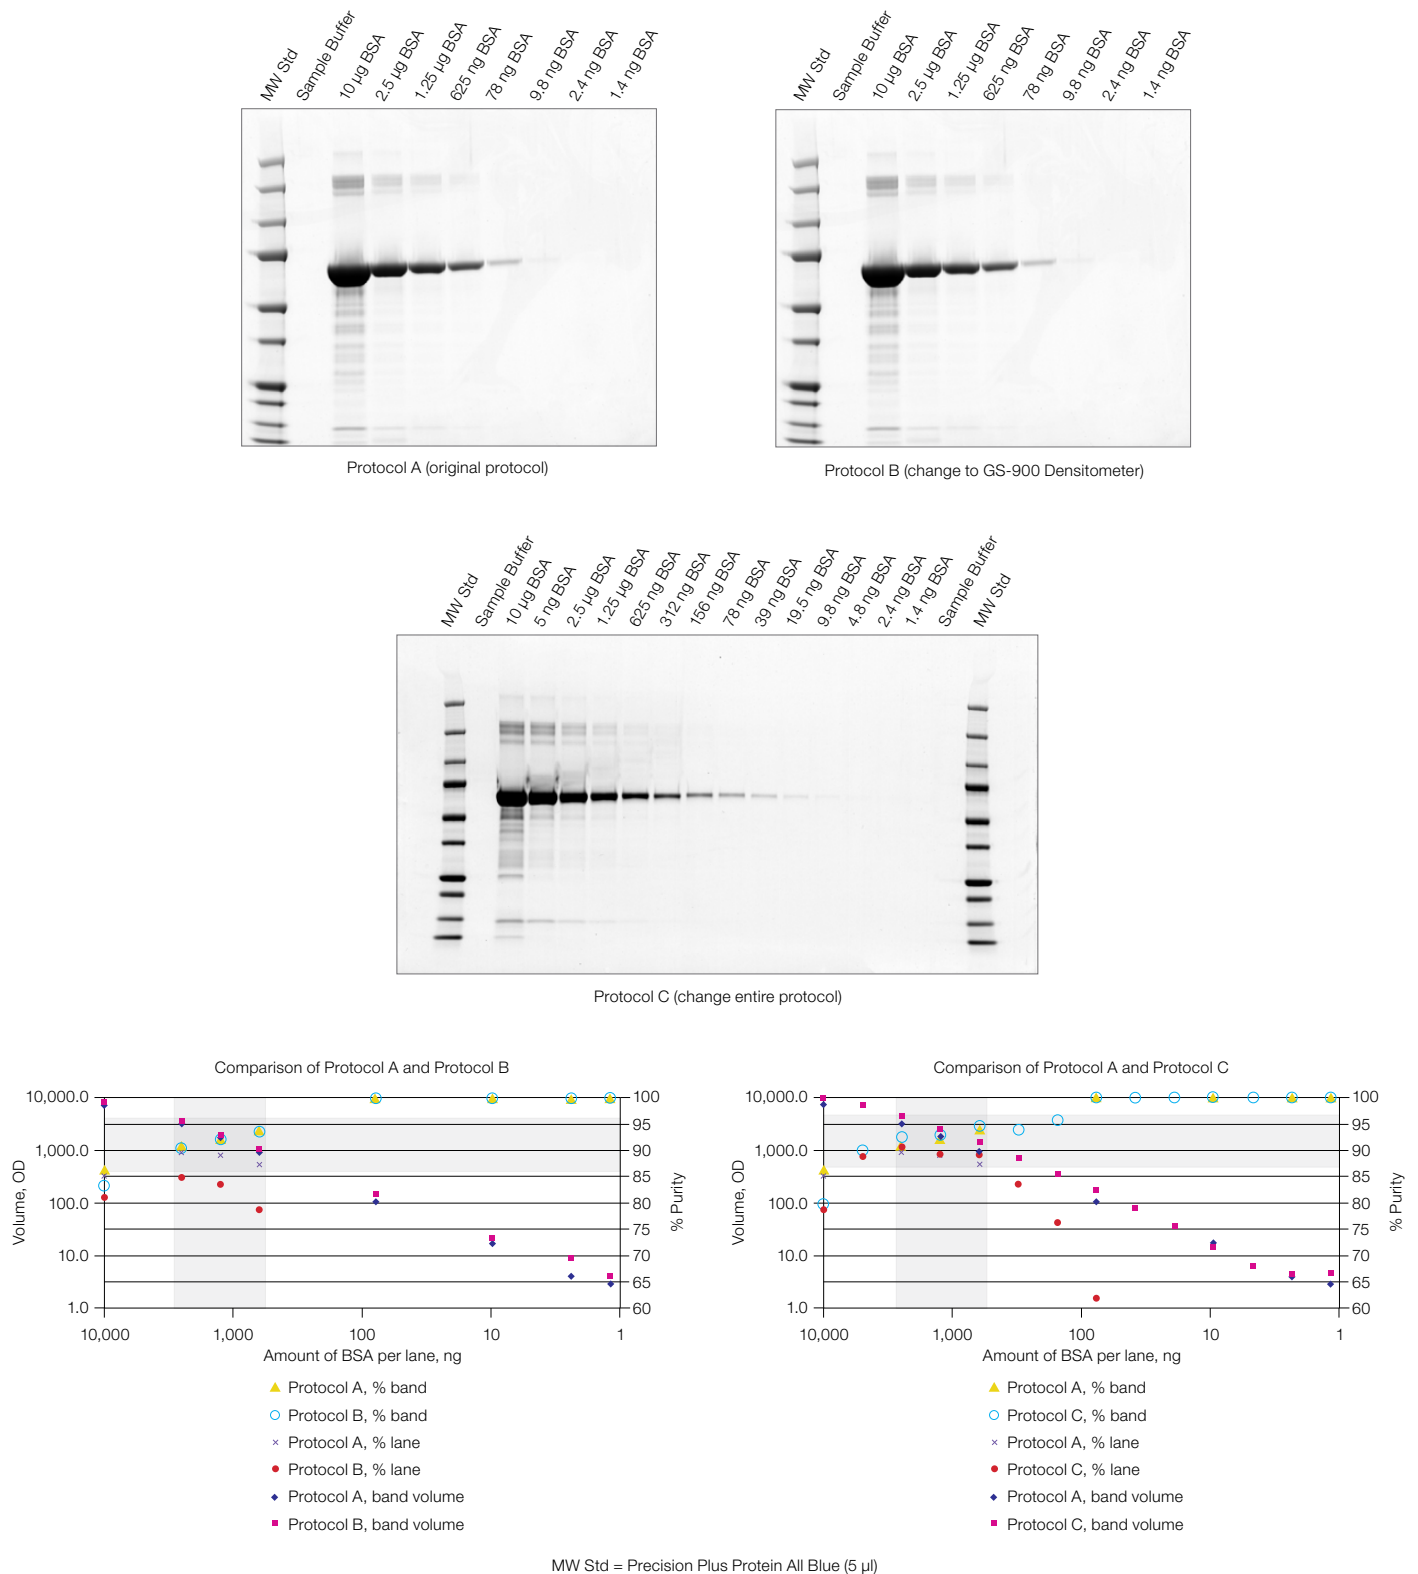 MW Std
Sample Buffer
10 µg BSA
2.5 µg BSA
1.25 µg BSA
625 ng BSA
78 ng BSA
9.8 ng BSA
2.4 ng BSA
1.4 ng BSA
Protocol A (original protocol)
MW Std
Sample Buffer
10 µg BSA
2.5 µg BSA
1.25 µg BSA
625 ng BSA
78 ng BSA
9.8 ng BSA
2.4 ng BSA
1.4 ng BSA
Protocol B (change to GS-900 Densitometer)
MW Std
Sample Buffer
10 µg BSA
5 ng BSA
2.5 µg BSA
1.25 µg BSA
625 ng BSA
312 ng BSA
156 ng BSA
78 ng BSA
39 ng BSA
19.5 ng BSA
9.8 ng BSA
4.8 ng BSA
2.4 ng BSA
1.4 ng BSA
Sample Buffer
MW Std
Protocol C (change entire protocol)
Comparison of Protocol A and Protocol B
Volume, OD
10,000.0
1,000.0
100.0
10.0
1.0
100
95
90
85
80
75
70
65
60
% Purity
10,000
1,000
100
10
1
Amount of BSA per lane, ng
Protocol A, % band
Protocol B, % band
Protocol A, % lane
Protocol B, % lane
Protocol A, band volume
Protocol B, band volume
Comparison of Protocol A and Protocol C
Volume, OD
10,000.0
1,000.0
100.0
10.0
1.0
100
95
90
85
80
75
70
65
60
% Purity
10,000
1,000
100
10
1
Amount of BSA per lane, ng
Protocol A, % band
Protocol C, % band
Protocol A, % lane
Protocol C, % lane
Protocol A, band volume
Protocol C, band volume
MW Std = Precision Plus Protein All Blue (5 µl)